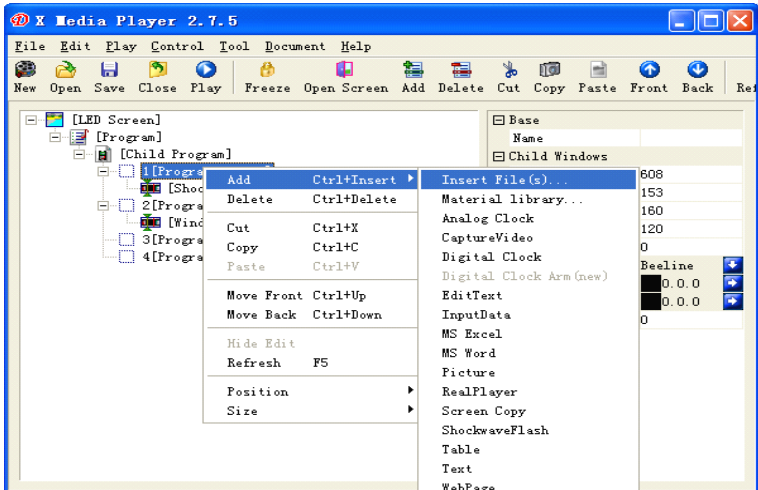 X Media Player 2.7.5
File Edit Play Control Tool Document Help
New Open Save Close Play Freeze Open Screen Add Delete Cut Copy Paste Front Back
[LED Screen]
[Program]
[Child Program]
1[Progra
[Shoc
2[Progra
[Wind
3[Progra
4[Progra
Add Ctrl+Insert
Delete Ctrl+Delete
Cut Ctrl+X
Copy Ctrl+C
Paste Ctrl+V
Move Front Ctrl+Up
Move Back Ctrl+Down
Hide Edit
Refresh F5
Position
Size
Insert File(s)...
Material library...
Analog Clock
CaptureVideo
Digital Clock
Digital Clock Arm(new)
EditText
InputData
MS Excel
MS Word
Picture
RealPlayer
Screen Copy
ShockwaveFlash
Table
Text
WebPage
Base
Name
Child Windows
608
153
160
120
0
Beeline
0.0.0
0.0.0
0